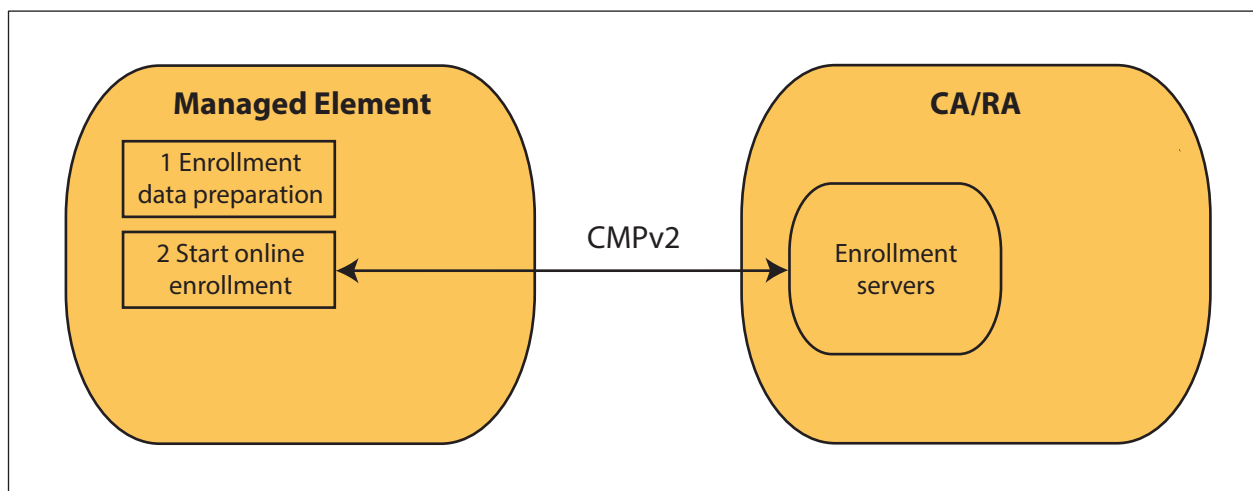 Managed Element
1 Enrollment
data preparation
2 Start online
enrollment
CMPv2
CA/RA
Enrollment
servers